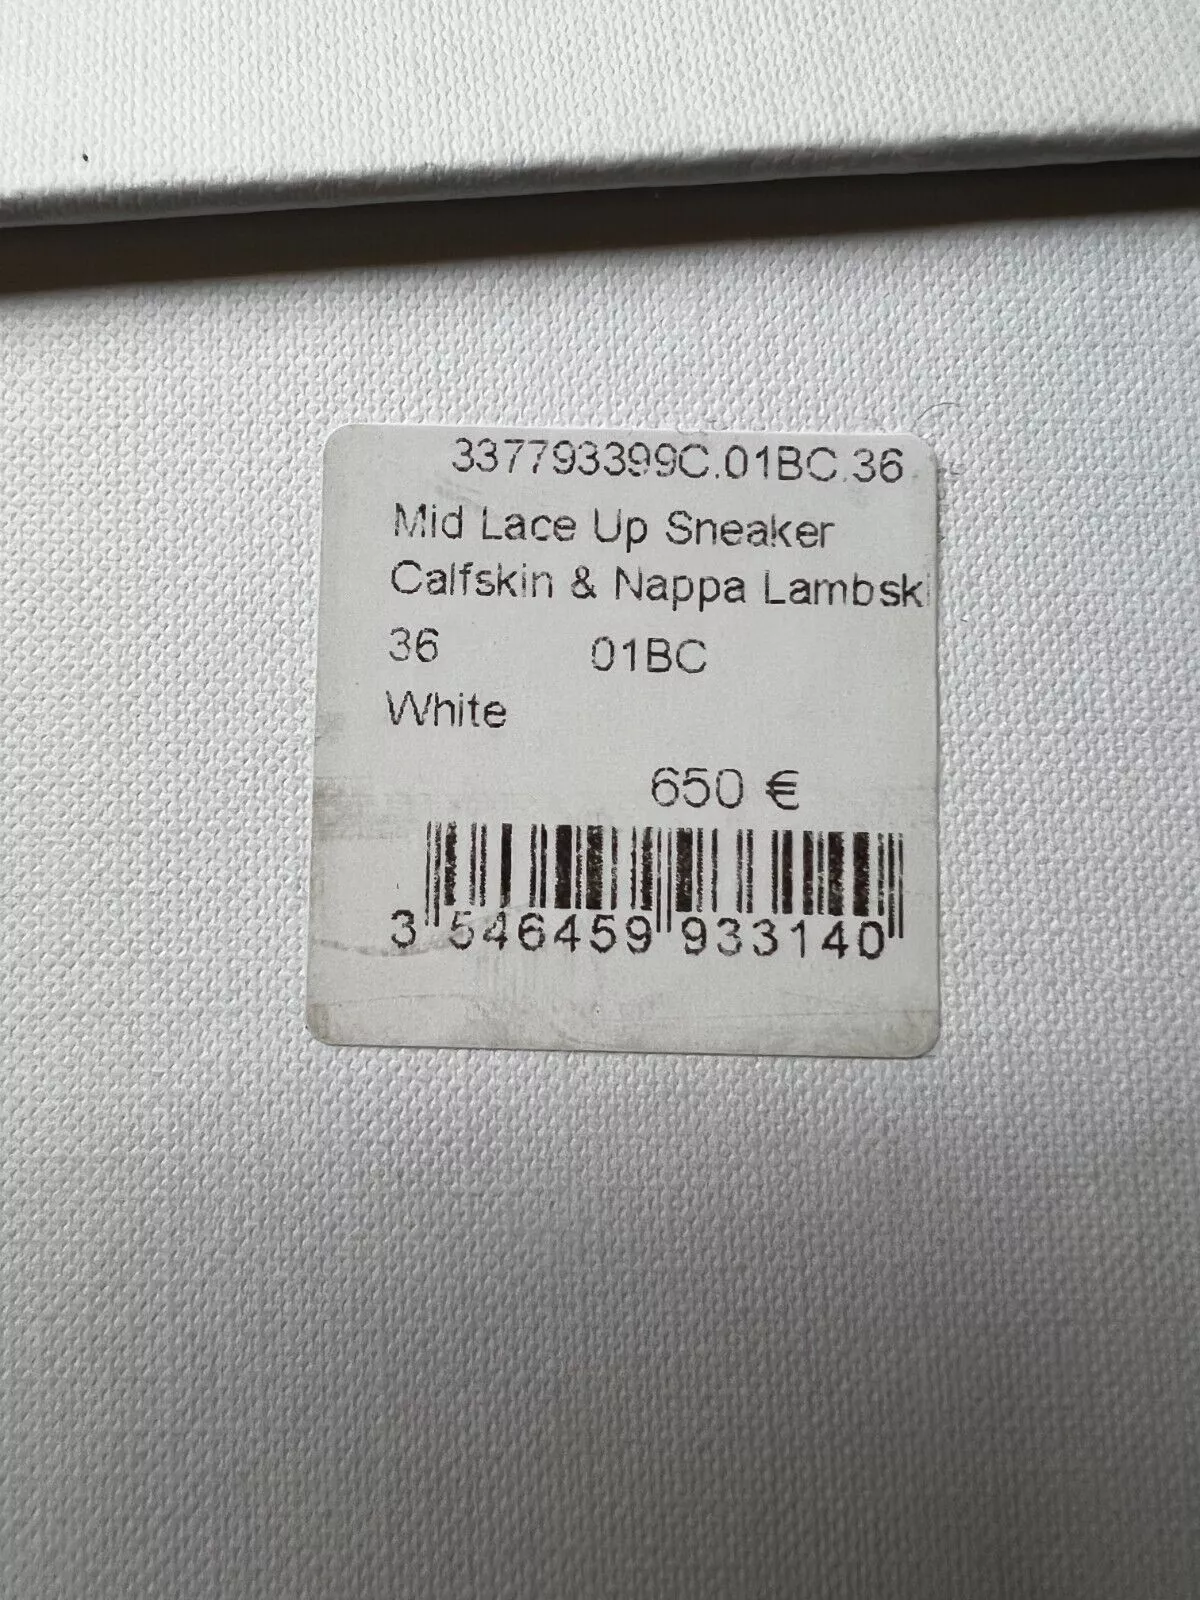 337793399C.01BC.36
Mid Lace Up Sneaker
Calfskin & Nappa Lambski
36 01BC
White
650 €
3 546459 933140